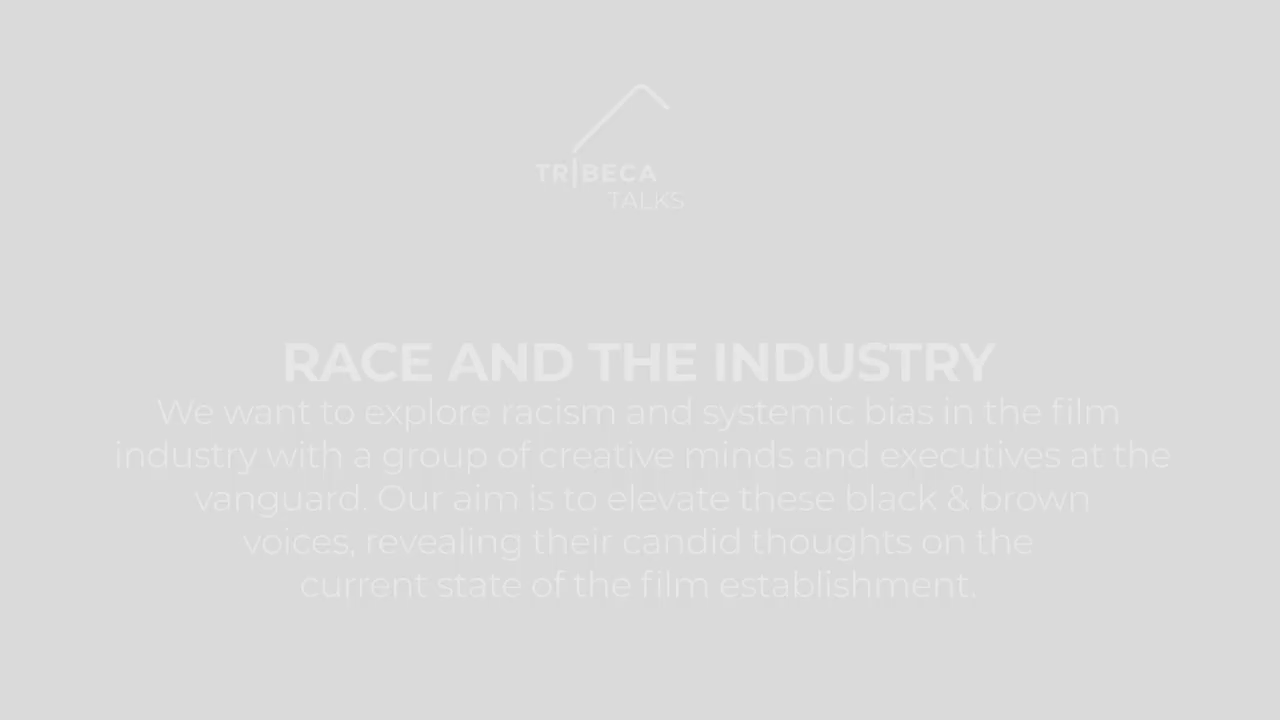 TRIBECA
TALKS
RACE AND THE INDUSTRY
We want to explore racism and systemic bias in the film
industry with a group of creative minds and executives at the
vanguard. Our aim is to elevate these black & brown
voices, revealing their candid thoughts on the
current state of the film establishment.